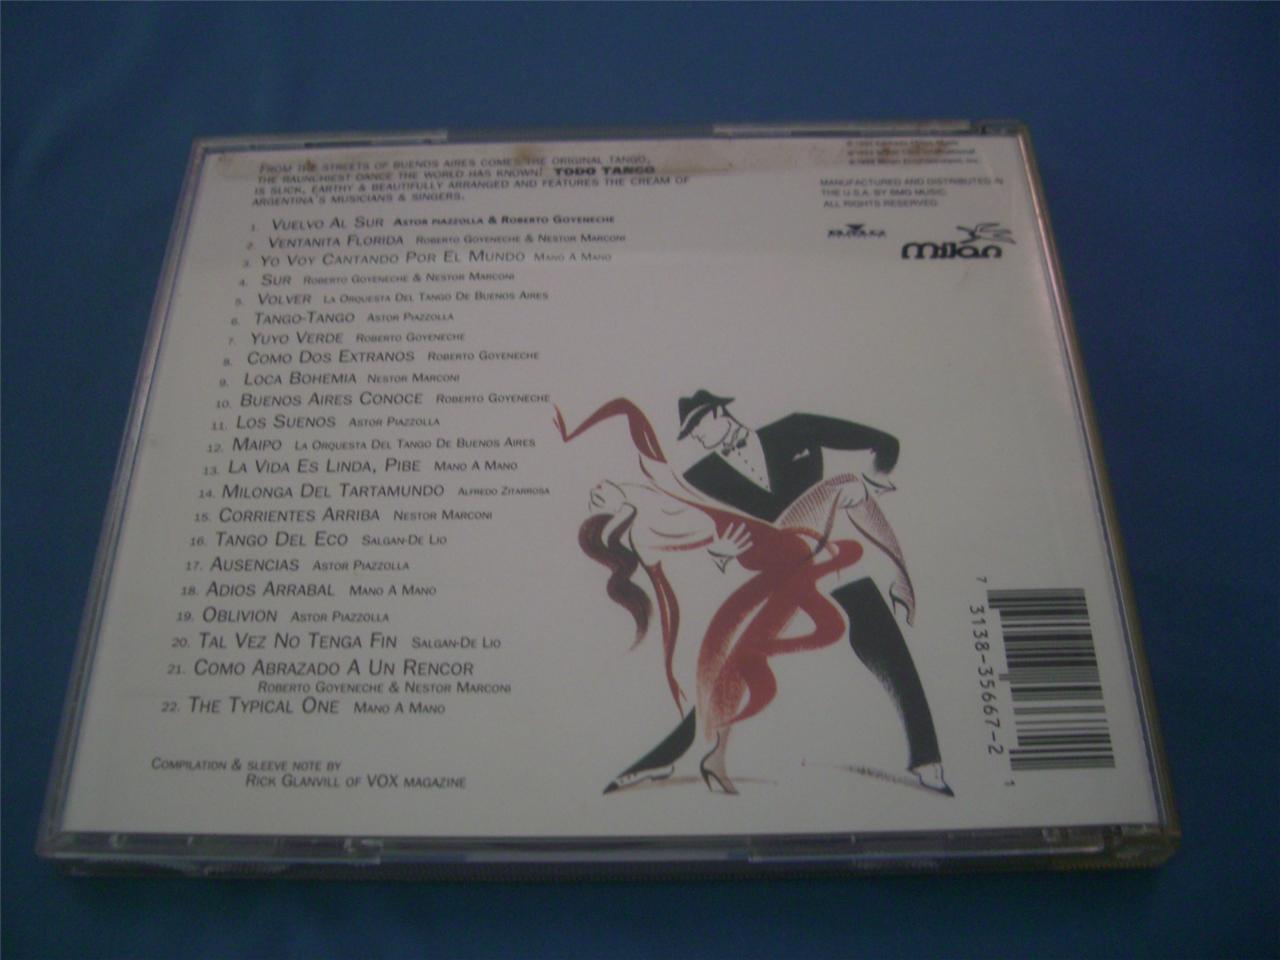 FROM THE STREETS OF BUENOS AIRES COMES THE ORIGINAL TANGO,
THE RAUNCHIEST DANCE THE WORLD HAS KNOWN! TODO TANGO
IS SLICK, EARTHY & BEAUTIFULLY ARRANGED AND FEATURES THE CREAM OF
ARGENTINA'S MUSICIANS & SINGERS.
1. VUELVO AL SUR ASTOR PIAZZOLLA & ROBERTO GOYENECHE
2. VENTANITA FLORIDA ROBERTO GOYENECHE & NESTOR MARCONI
3. YO VOY CANTANDO POR EL MUNDO MANO A MANO
4. SUR ROBERTO GOYENECHE & NESTOR MARCONI
5. VOLVER LA ORQUESTA DEL TANGO DE BUENOS AIRES
6. TANGO-TANGO ASTOR PIAZZOLLA
7. YUYO VERDE ROBERTO GOYENECHE
8. COMO DOS EXTRANOS ROBERTO GOYENECHE
9. LOCA BOHEMIA NESTOR MARCONI
10. BUENOS AIRES CONOCE ROBERTO GOYENECHE
11. LOS SUENOS ASTOR PIAZZOLLA
12. MAIPO LA ORQUESTA DEL TANGO DE BUENOS AIRES
13. LA VIDA ES LINDA, PIBE MANO A MANO
14. MILONGA DEL TARTAMUNDO ALFREDO ZITARROSA
15. CORRIENTES ARRIBA NESTOR MARCONI
16. TANGO DEL ECO SALGAN-DE LIO
17. AUSENCIAS ASTOR PIAZZOLLA
18. ADIOS ARRABAL MANO A MANO
19. OBLIVION ASTOR PIAZZOLLA
20. TAL VEZ NO TENGA FIN SALGAN-DE LIO
21. COMO ABRAZADO A UN RENCOR
ROBERTO GOYENECHE & NESTOR MARCONI
22. THE TYPICAL ONE MANO A MANO
COMPILATION & SLEEVE NOTE BY
RICK GLANVILL OF VOX MAGAZINE
MANUFACTURED AND DISTRIBUTED IN
THE U.S.A. BY BMG MUSIC.
ALL RIGHTS RESERVED.
BMG
milan
7 3138-35667-2 1